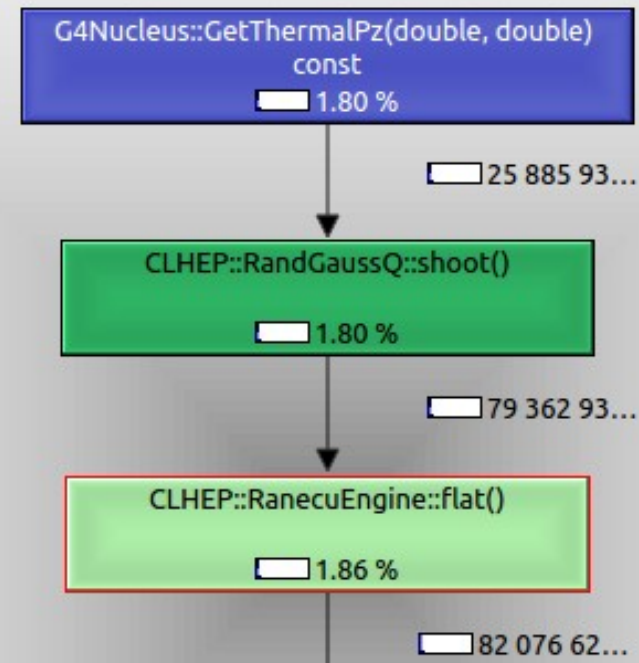 G4Nucleus::GetThermalPz(double, double)
const
1.80 %
25 885 93...
CLHEP::RandGaussQ::shoot()
1.80 %
79 362 93...
CLHEP::RanecuEngine::flat()
1.86 %
82 076 62...